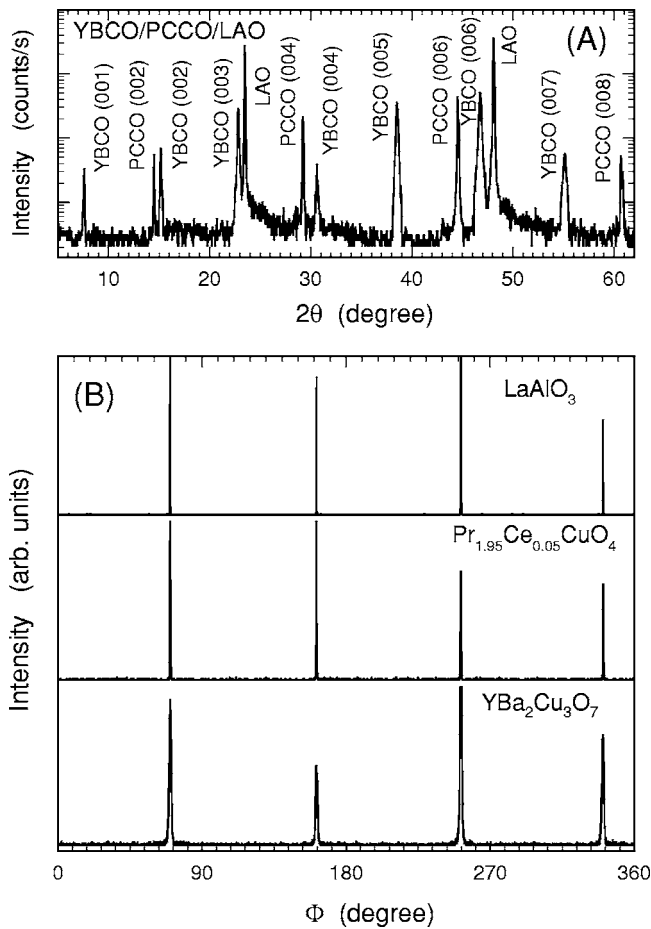 YBCO/PCCO/LAO
(A)
YBCO (001)
PCCO (002)
YBCO (002)
YBCO (003)
LAO
PCCO (004)
YBCO (004)
YBCO (005)
PCCO (006)
YBCO (006)
LAO
YBCO (007)
PCCO (008)
Intensity (counts/s)
10 20 30 40 50 60
2θ (degree)
(B)
LaAlO₃
Pr₁.₉₅Ce₀.₀₅CuO₄
YBa₂Cu₃O₇
Intensity (arb. units)
0 90 180 270 360
Φ (degree)